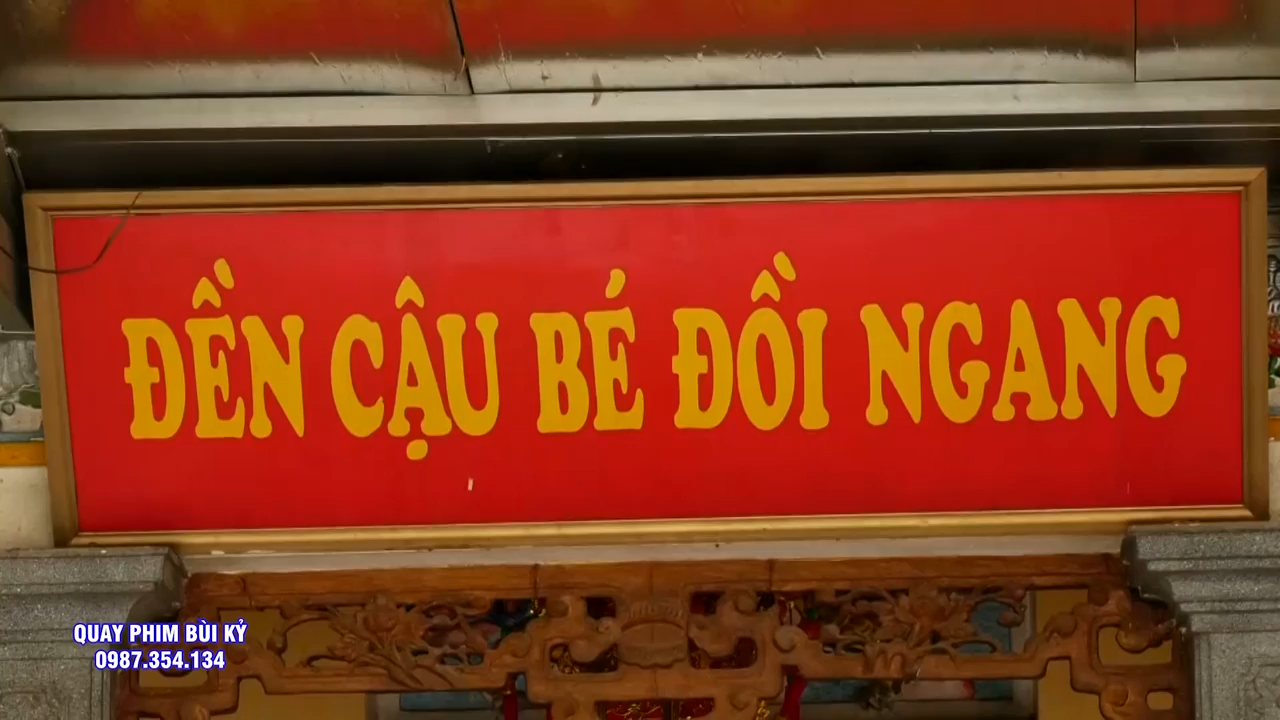 ĐỀN CẬU BÉ ĐỒI NGANG
QUAY PHIM BÙI KỶ
0987.354.134